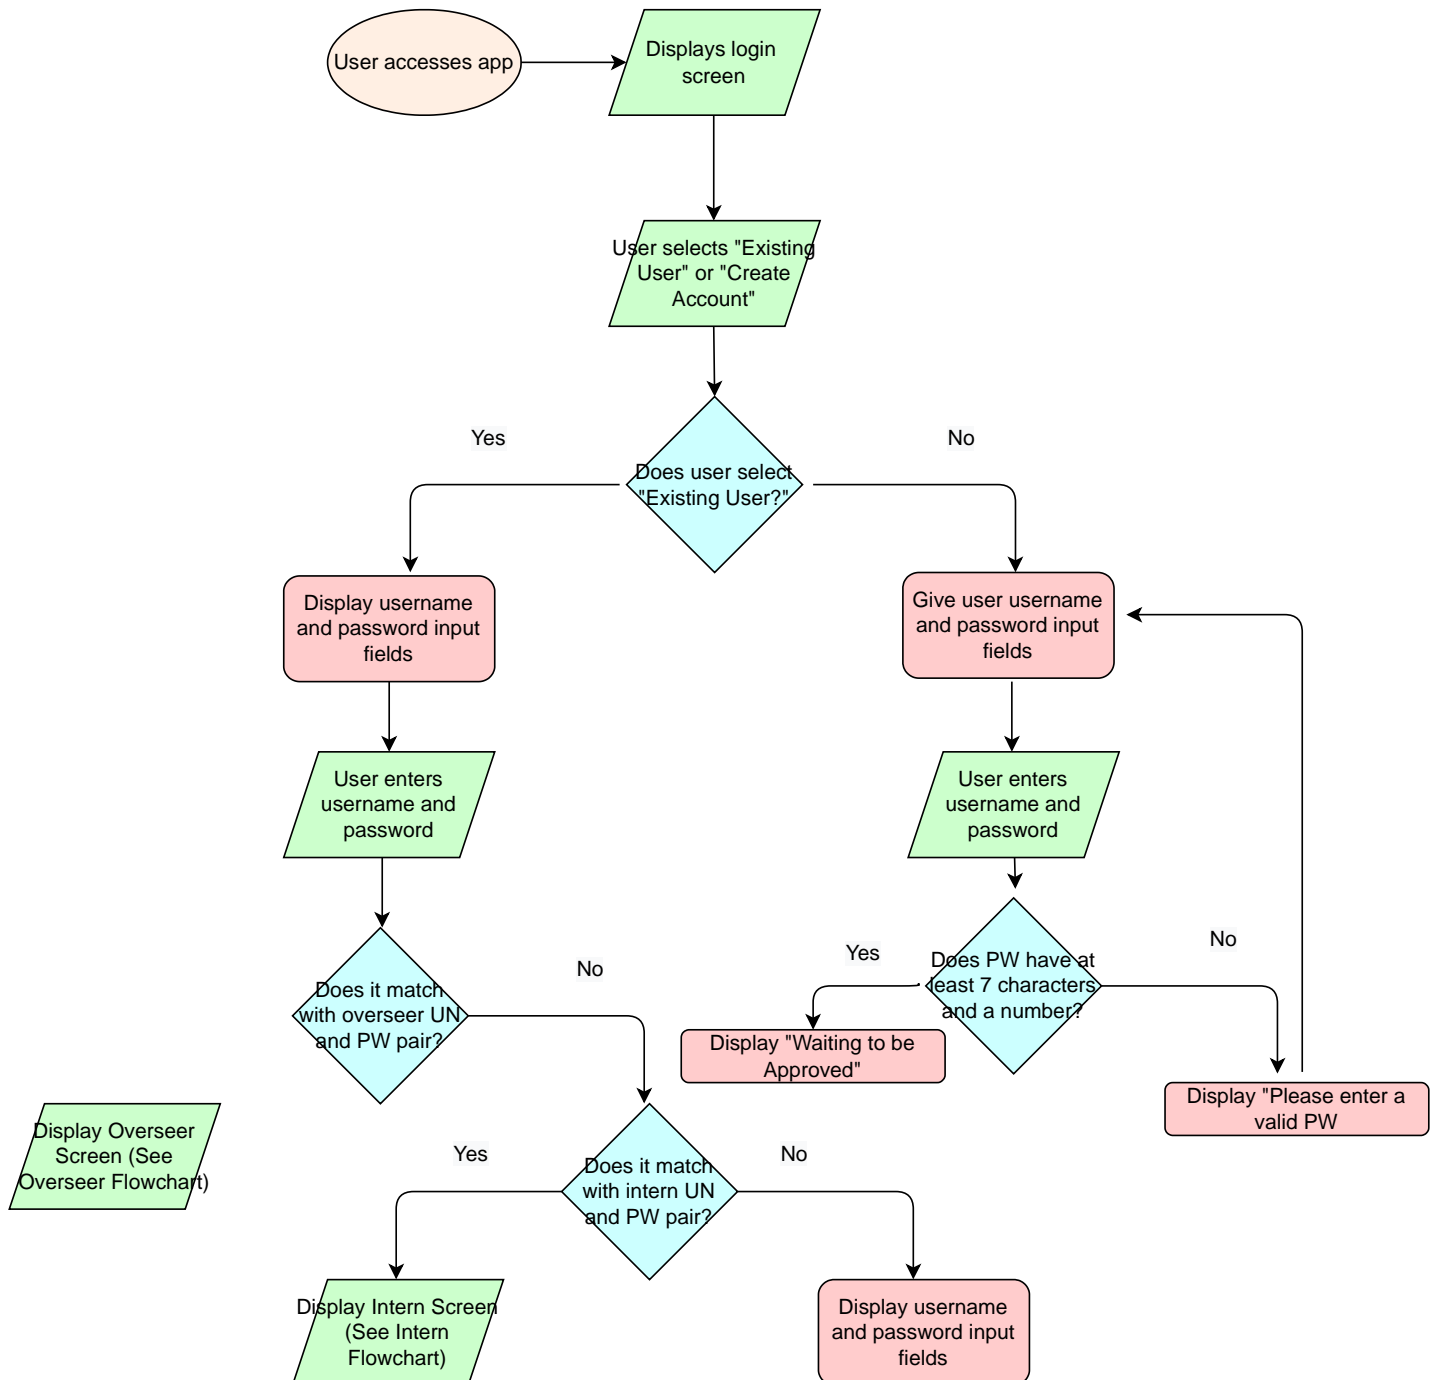 User accesses app
Displays login
screen
User selects "Existing
User" or "Create
Account"
Yes
No
Does user select
"Existing User?"
Display username
and password input
fields
Give user username
and password input
fields
User enters
username and
password
User enters
username and
password
Yes
Does PW have at
least 7 characters
and a number?
No
Does it match
with overseer UN
and PW pair?
No
Display "Waiting to be
Approved"
Display "Please enter a
valid PW
Display Overseer
Screen (See
Overseer Flowchart)
Yes
Does it match
with intern UN
and PW pair?
No
Display Intern Screen
(See Intern
Flowchart)
Display username
and password input
fields